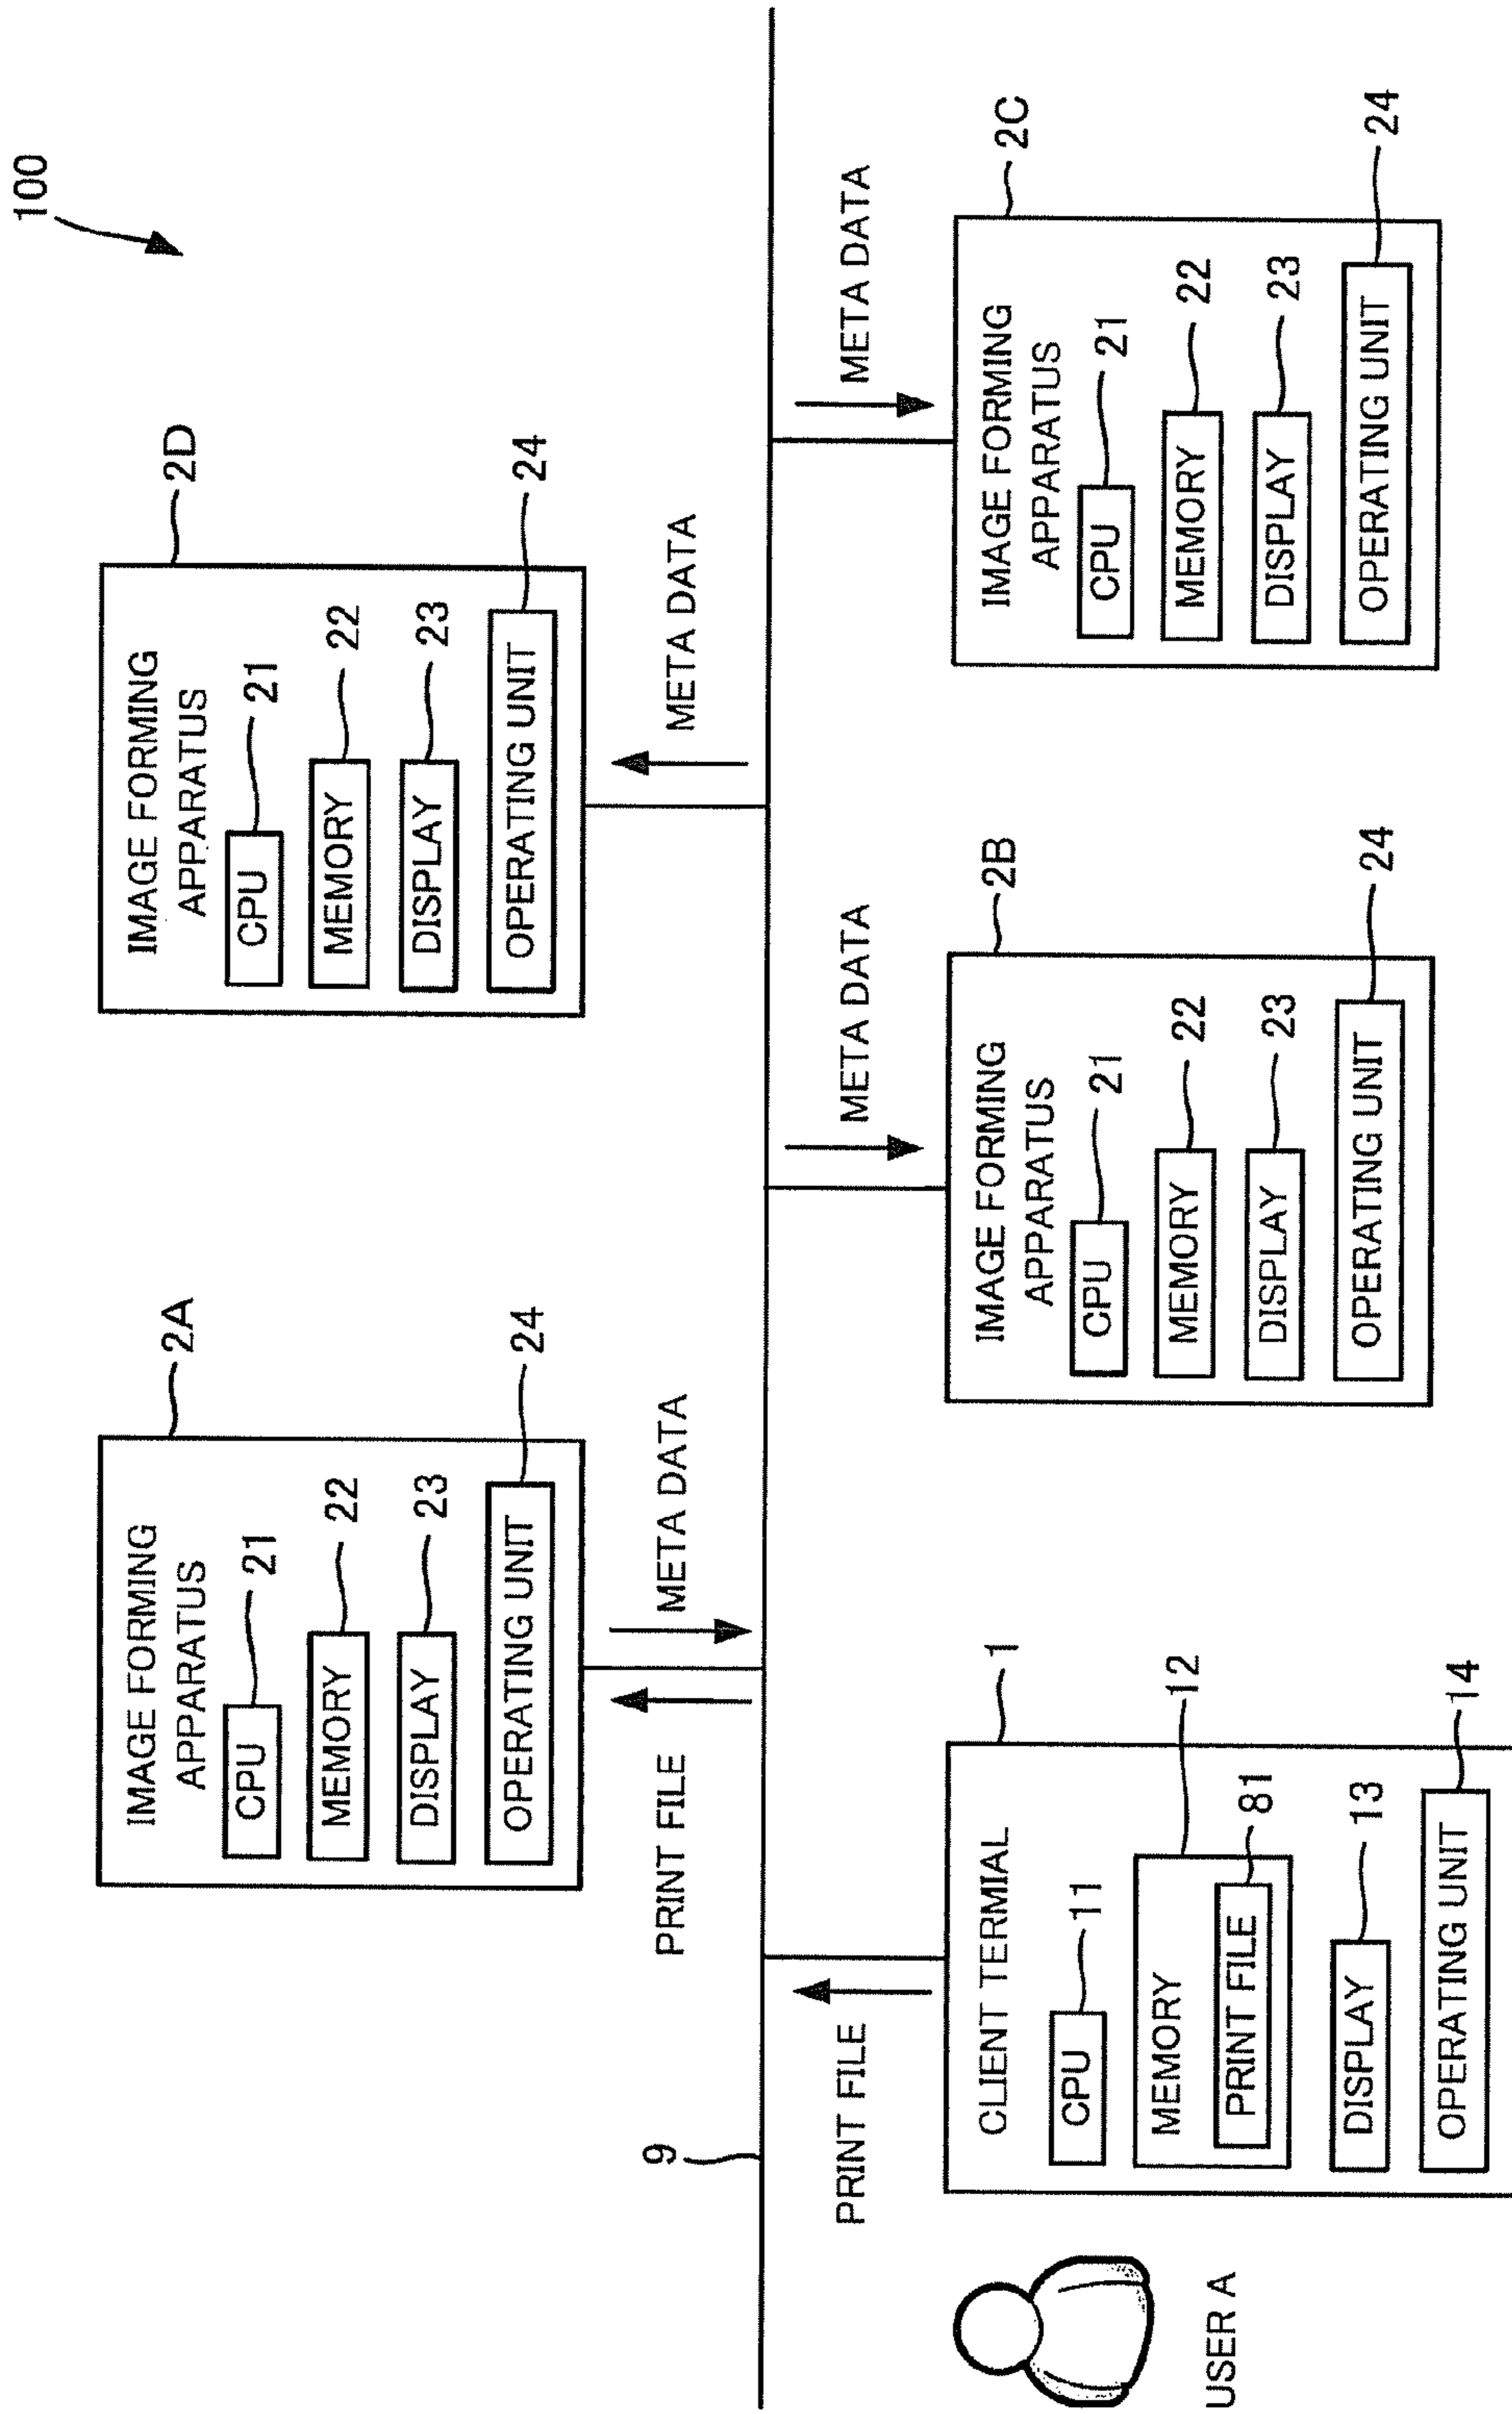 100
2A
IMAGE FORMING
APPARATUS
CPU
21
MEMORY
22
DISPLAY
23
OPERATING UNIT
24
2D
IMAGE FORMING
APPARATUS
CPU
21
MEMORY
22
DISPLAY
23
OPERATING UNIT
24
PRINT FILE
META DATA
META DATA
9
PRINT FILE
META DATA
META DATA
USER A
1
CLIENT TERMIAL
CPU
11
MEMORY
12
PRINT FILE
81
DISPLAY
13
OPERATING UNIT
14
2B
IMAGE FORMING
APPARATUS
CPU
21
MEMORY
22
DISPLAY
23
OPERATING UNIT
24
2C
IMAGE FORMING
APPARATUS
CPU
21
MEMORY
22
DISPLAY
23
OPERATING UNIT
24